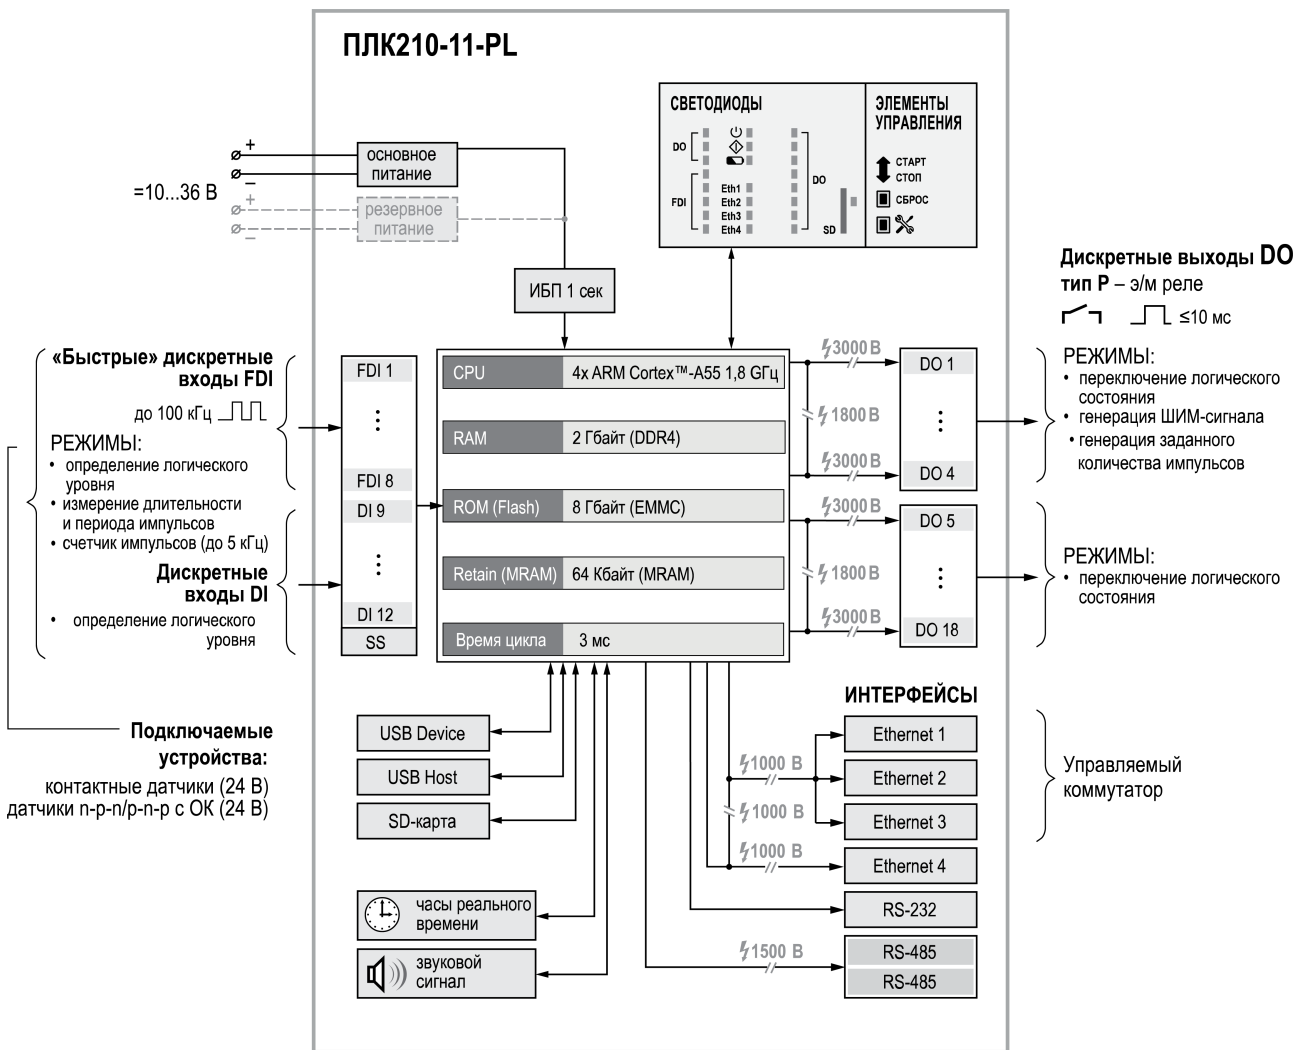 ПЛК210-11-PL
СВЕТОДИОДЫ
DO
FDI
Eth1
Eth2
Eth3
Eth4
DO
SD
ЭЛЕМЕНТЫ
УПРАВЛЕНИЯ
СТАРТ
СТОП
СБРОС
=10...36 В
+
–
+
–
основное
питание
резервное
питание
ИБП 1 сек
Дискретные выходы DO
тип Р – э/м реле
≤10 мс
«Быстрые» дискретные
входы FDI
до 100 кГц
РЕЖИМЫ:
• определение логического
уровня
• измерение длительности
и периода импульсов
• счетчик импульсов (до 5 кГц)
Дискретные
входы DI
• определение логического
уровня
FDI 1
FDI 8
DI 9
DI 12
SS
CPU 4x ARM Cortex™-A55 1,8 ГГц
RAM 2 Гбайт (DDR4)
ROM (Flash) 8 Гбайт (EMMC)
Retain (MRAM) 64 Кбайт (MRAM)
Время цикла 3 мс
3000 В
1800 В
3000 В
3000 В
1800 В
3000 В
DO 1
DO 4
DO 5
DO 18
РЕЖИМЫ:
• переключение логического
состояния
• генерация ШИМ-сигнала
• генерация заданного
количества импульсов
РЕЖИМЫ:
• переключение логического
состояния
Подключаемые
устройства:
контактные датчики (24 В)
датчики n-p-n/p-n-p с ОК (24 В)
USB Device
USB Host
SD-карта
часы реального
времени
звуковой
сигнал
ИНТЕРФЕЙСЫ
1000 В
1000 В
1000 В
1500 В
Ethernet 1
Ethernet 2
Ethernet 3
Ethernet 4
RS-232
RS-485
RS-485
Управляемый
коммутатор